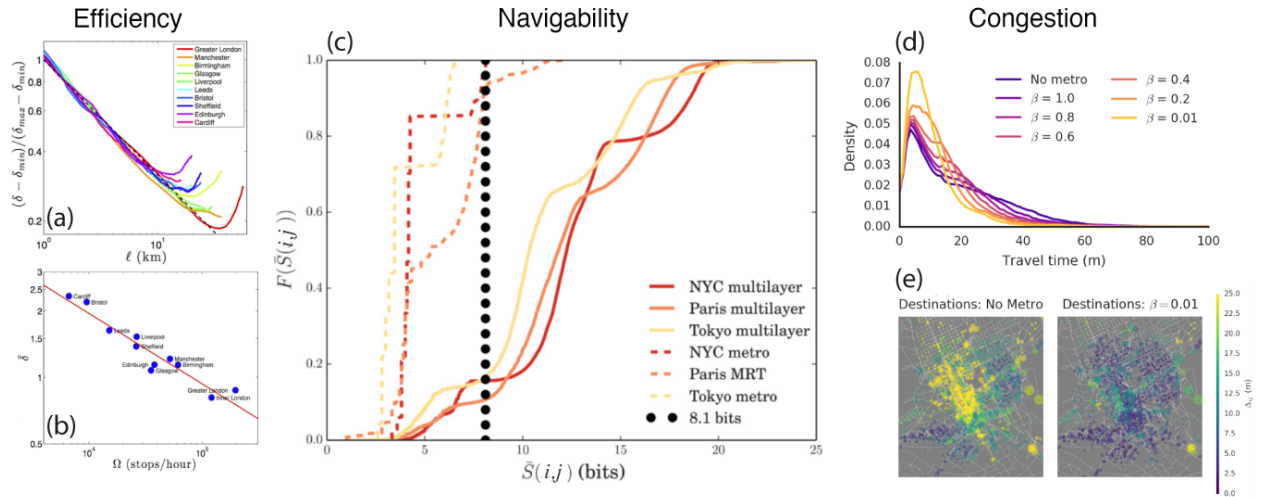 Efficiency
Navigability
Congestion
(a)
(δ − δmin)/(δmax − δmin)
1
0.8
0.6
0.4
0.2
10⁰
10¹
ℓ (km)
Greater London
Manchester
Birmingham
Glasgow
Liverpool
Leeds
Bristol
Sheffield
Edinburgh
Cardiff
(b)
δ̄
3
2.5
2
1.5
1
0.5
10⁴
10⁵
Ω (stops/hour)
Cardiff
Bristol
Leeds
Liverpool
Sheffield
Manchester
Edinburgh
Birmingham
Glasgow
Greater London
Inner London
(c)
F(S̄(i,j))
1.0
0.8
0.6
0.4
0.2
0.0
0
5
10
15
20
25
S̄(i,j) (bits)
NYC multilayer
Paris multilayer
Tokyo multilayer
NYC metro
Paris MRT
Tokyo metro
8.1 bits
(d)
Density
0.08
0.07
0.06
0.05
0.04
0.03
0.02
0.01
0.00
0
20
40
60
80
100
Travel time (m)
No metro
β = 1.0
β = 0.8
β = 0.6
β = 0.4
β = 0.2
β = 0.01
(e)
Destinations: No Metro
Destinations: β = 0.01
25.0
22.5
20.0
17.5
15.0
12.5
10.0
7.5
5.0
2.5
0.0